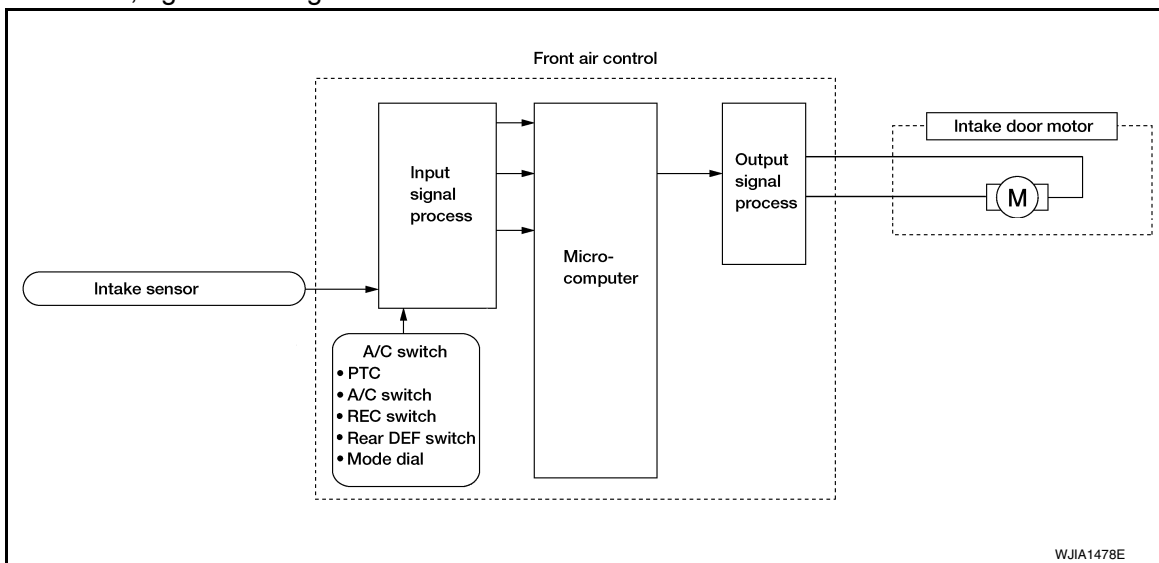 Front air control
Intake door motor
Input
signal
process
Output
signal
process
M
Micro-
computer
Intake sensor
A/C switch
• PTC
• A/C switch
• REC switch
• Rear DEF switch
• Mode dial
WJIA1478E